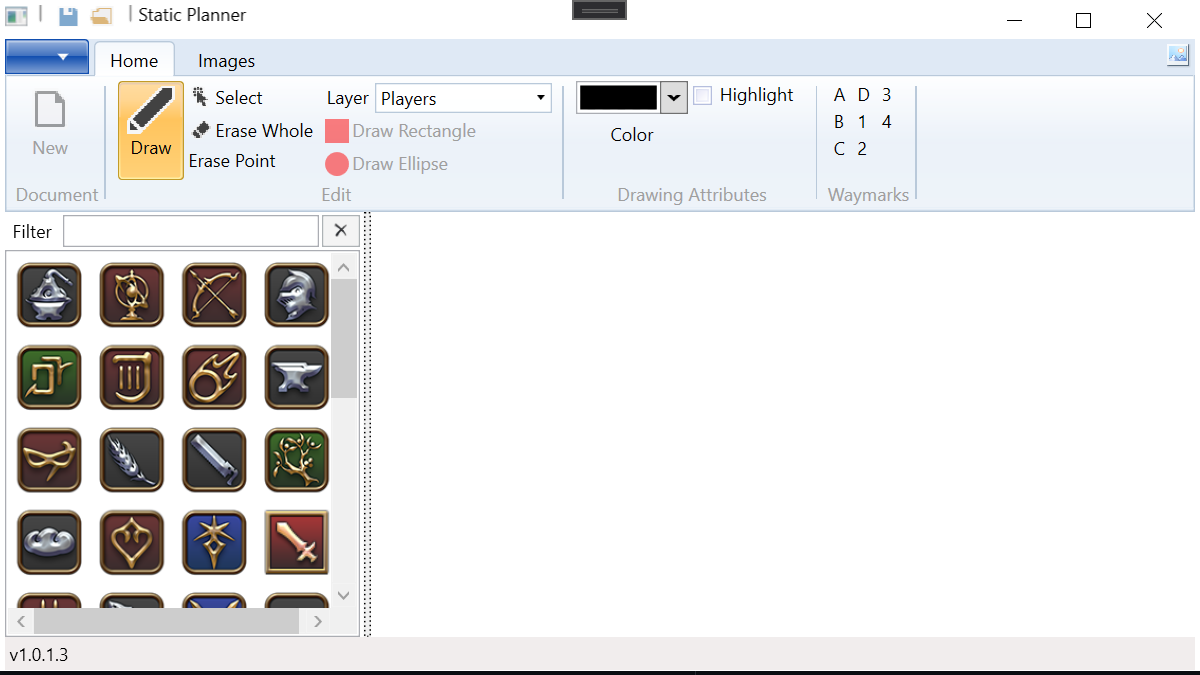 Static Planner
Home Images
New
Document
Draw
Select
Erase Whole
Erase Point
Layer Players
Draw Rectangle
Draw Ellipse
Edit
Highlight
Color
Drawing Attributes
A D 3
B 1 4
C 2
Waymarks
Filter
v1.0.1.3